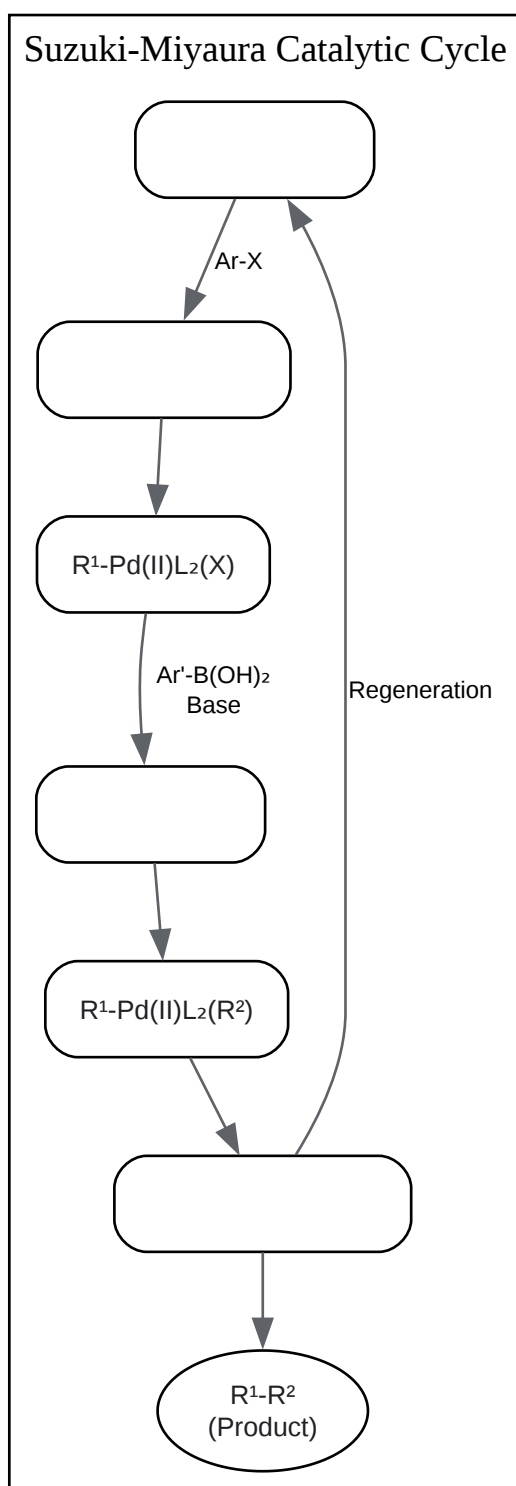 Suzuki-Miyaura Catalytic Cycle
Ar-X
R¹-Pd(II)L₂(X)
Ar'-B(OH)₂
Base
Regeneration
R¹-Pd(II)L₂(R²)
R¹-R²
(Product)